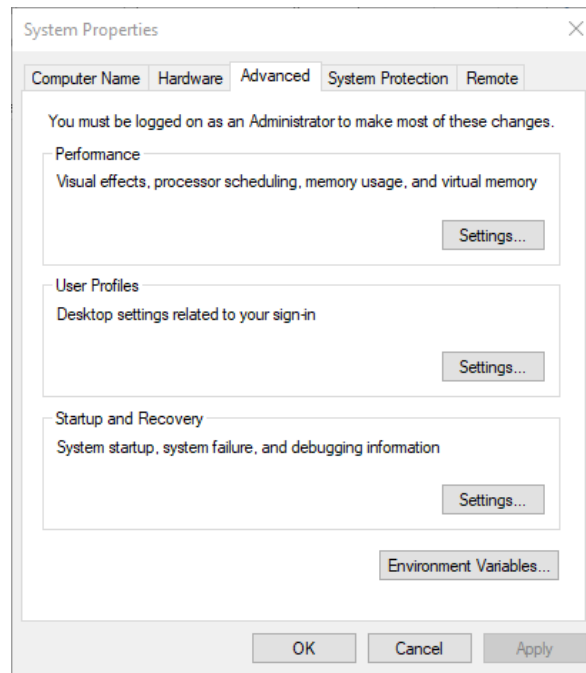 System Properties
Computer Name Hardware Advanced System Protection Remote
You must be logged on as an Administrator to make most of these changes.
Performance
Visual effects, processor scheduling, memory usage, and virtual memory
Settings...
User Profiles
Desktop settings related to your sign-in
Settings...
Startup and Recovery
System startup, system failure, and debugging information
Settings...
Environment Variables...
OK Cancel Apply